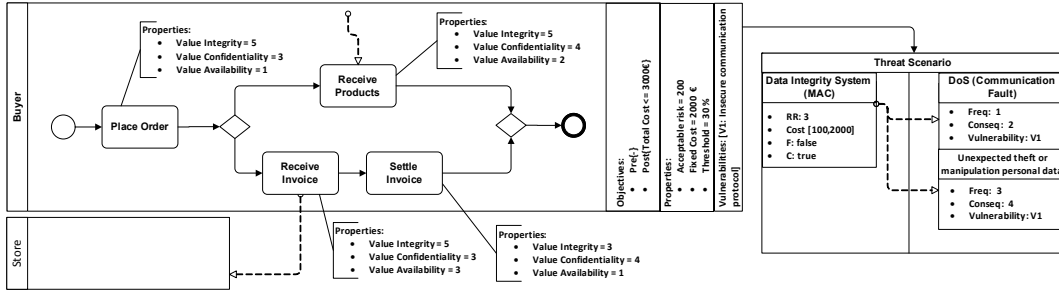 Buyer
Properties:
• Value Integrity = 5
• Value Confidentiality = 3
• Value Availability = 1
Place Order
Receive
Products
Properties:
• Value Integrity = 5
• Value Confidentiality = 4
• Value Availability = 2
Receive
Invoice
Settle
Invoice
Properties:
• Value Integrity = 5
• Value Confidentiality = 3
• Value Availability = 3
Properties:
• Value Integrity = 3
• Value Confidentiality = 4
• Value Availability = 1
Objectives:
• Pre{-}
• Post{Total Cost <= 3000€}
Properties:
• Acceptable risk = 200
• Fixed Cost = 2000 €
• Threshold = 30 %
Vulnerabilities: [V1: Insecure communication
protocol]
Store
Threat Scenario
Data Integrity System
(MAC)
• RR: 3
• Cost [100,2000]
• F: false
• C: true
DoS (Communication
Fault)
• Freq: 1
• Conseq: 2
• Vulnerability: V1
Unexpected theft or
manipulation personal data
• Freq: 3
• Conseq: 4
• Vulnerability: V1